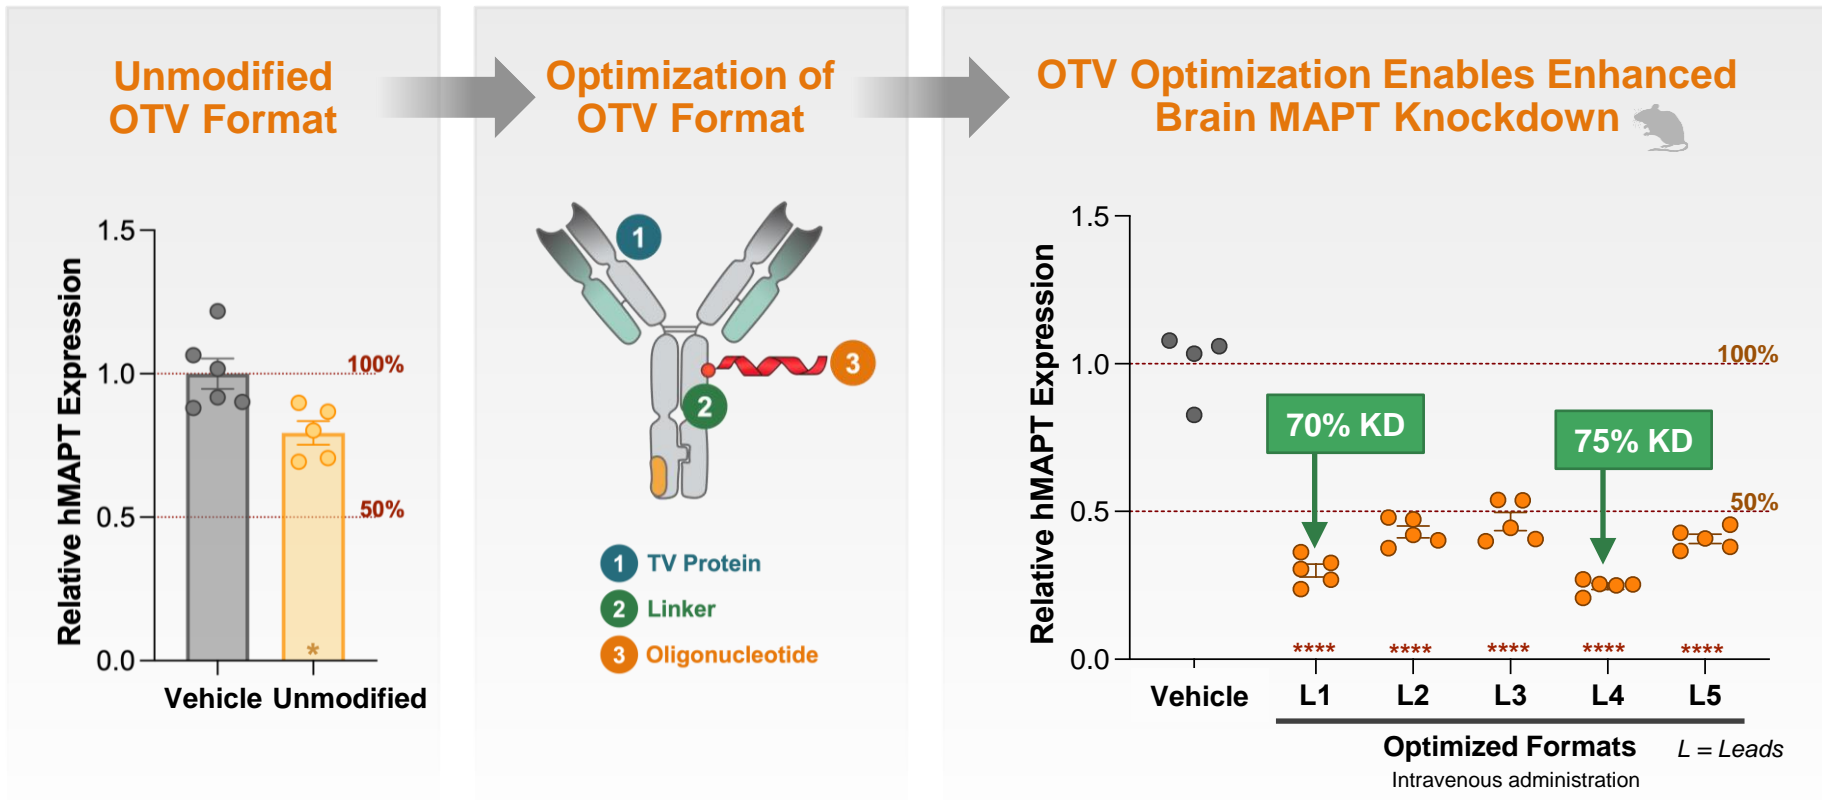 Unmodified
OTV Format
Relative hMAPT Expression
1.5
1.0
0.5
0.0
100%
50%
*
Vehicle
Unmodified
Optimization of
OTV Format
1
2
3
1 TV Protein
2 Linker
3 Oligonucleotide
OTV Optimization Enables Enhanced
Brain MAPT Knockdown
Relative hMAPT Expression
1.5
1.0
0.5
0.0
100%
50%
70% KD
75% KD
**** **** **** **** ****
Vehicle L1 L2 L3 L4 L5
Optimized Formats
L = Leads
Intravenous administration